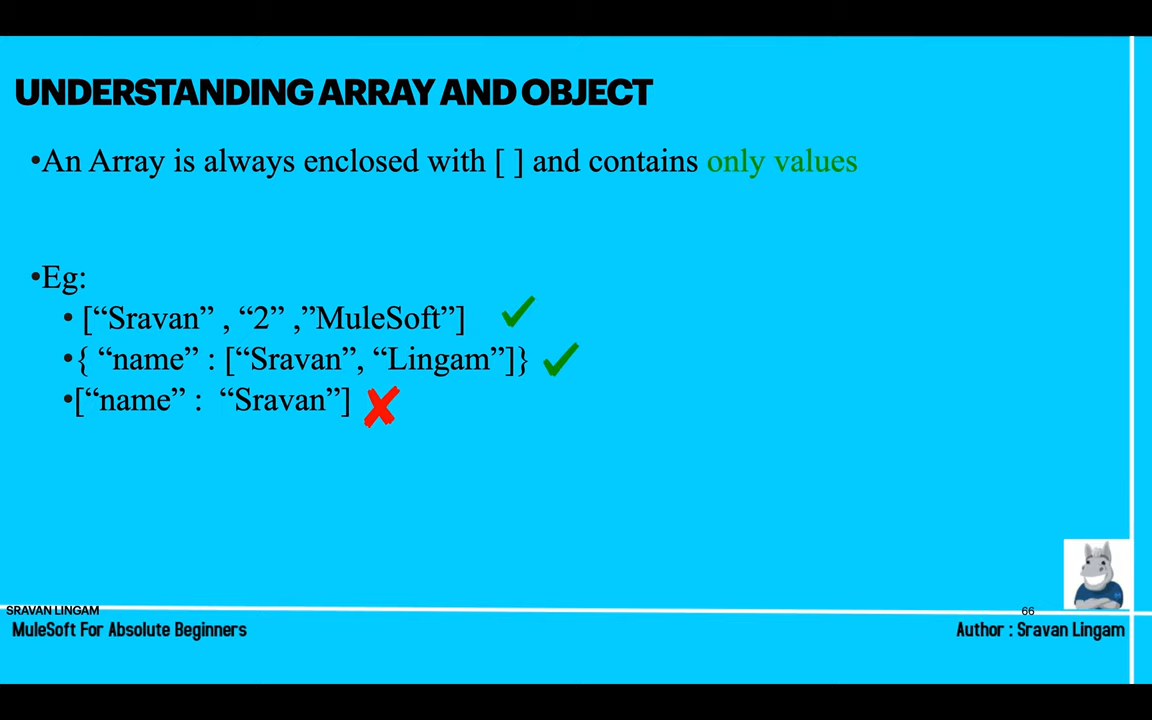 UNDERSTANDING ARRAY AND OBJECT
•An Array is always enclosed with [ ] and contains only values
•Eg:
• [“Sravan” , “2” ,”MuleSoft”]
•{ “name” : [“Sravan”, “Lingam”]}
•[“name” : “Sravan”]
SRAVAN LINGAM
66
MuleSoft For Absolute Beginners
Author : Sravan Lingam